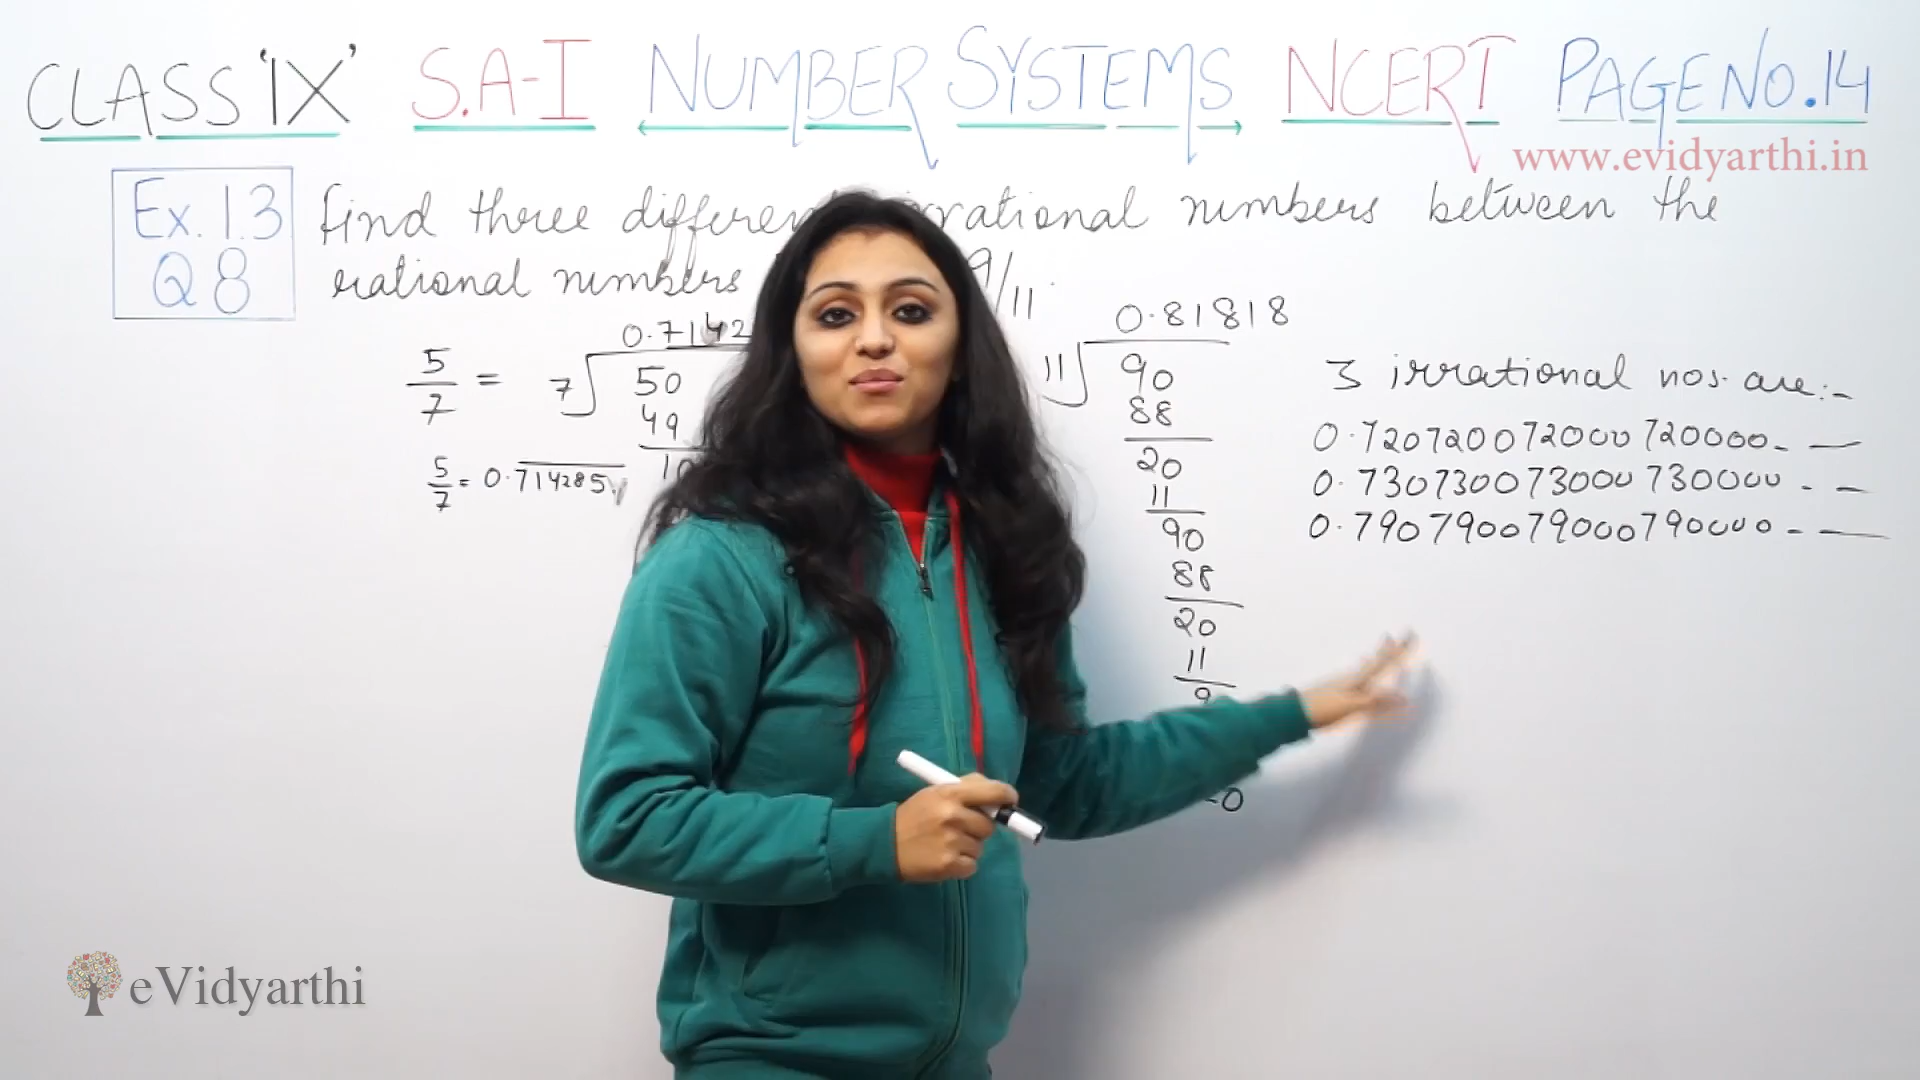 CLASS 'IX' S.A-I NUMBER SYSTEMS NCERT PAGE NO.14
www.evidyarthi.in
Ex. 1.3
Q 8
Find three different irrational numbers between the
rational numbers 9/11.
5/7 =
7
0.7142
50
49
10
5/7 = 0.714285
0.81818
11
90
88
20
11
90
88
20
11
9
20
3 irrational nos. are:-
0.720720072000720000- —
0.730730073000730000- —
0.790790079000790000- —
eVidyarthi